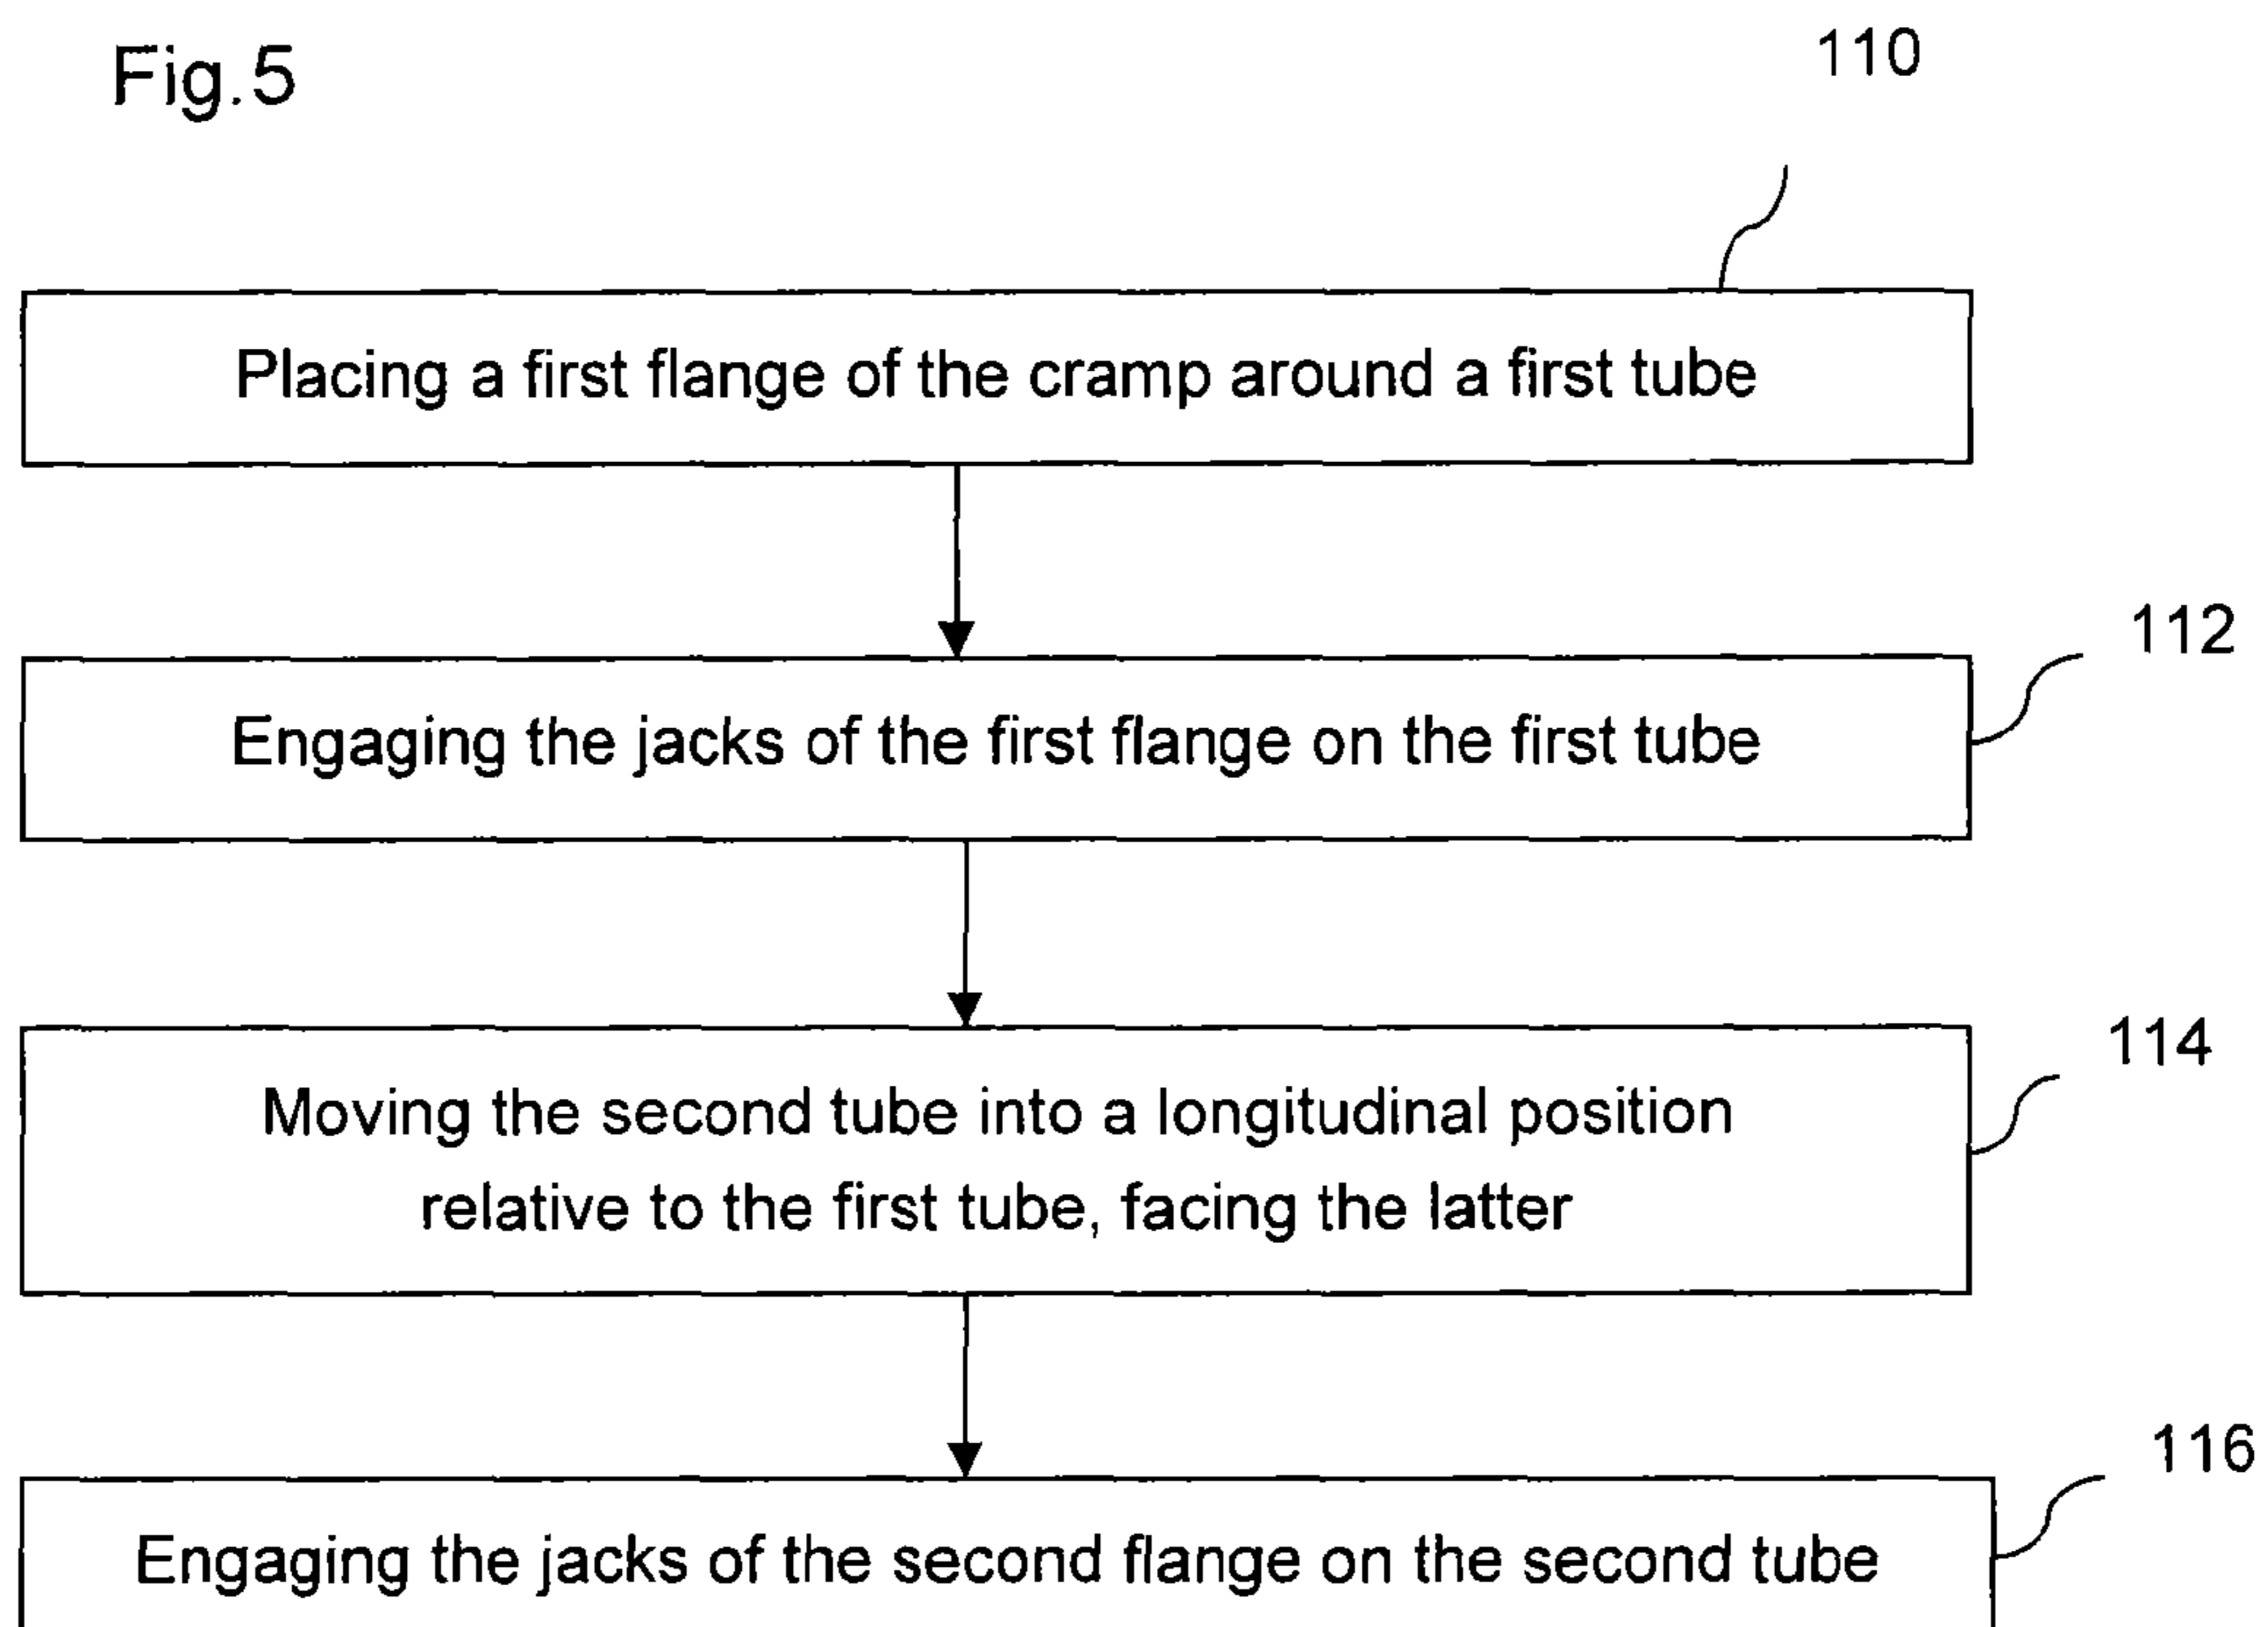 Fig.5
110
Placing a first flange of the cramp around a first tube
112
Engaging the jacks of the first flange on the first tube
114
Moving the second tube into a longitudinal position
relative to the first tube, facing the latter
116
Engaging the jacks of the second flange on the second tube